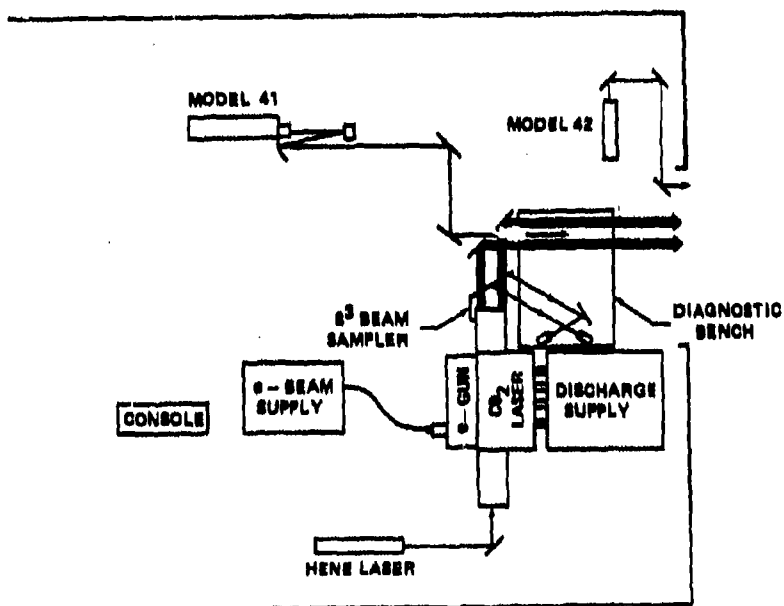 MODEL 41
MODEL 42
S³ BEAM
SAMPLER
DIAGNOSTIC
BENCH
e – BEAM
SUPPLY
e – GUN
CO₂
LASER
DISCHARGE
SUPPLY
CONSOLE
HENE LASER